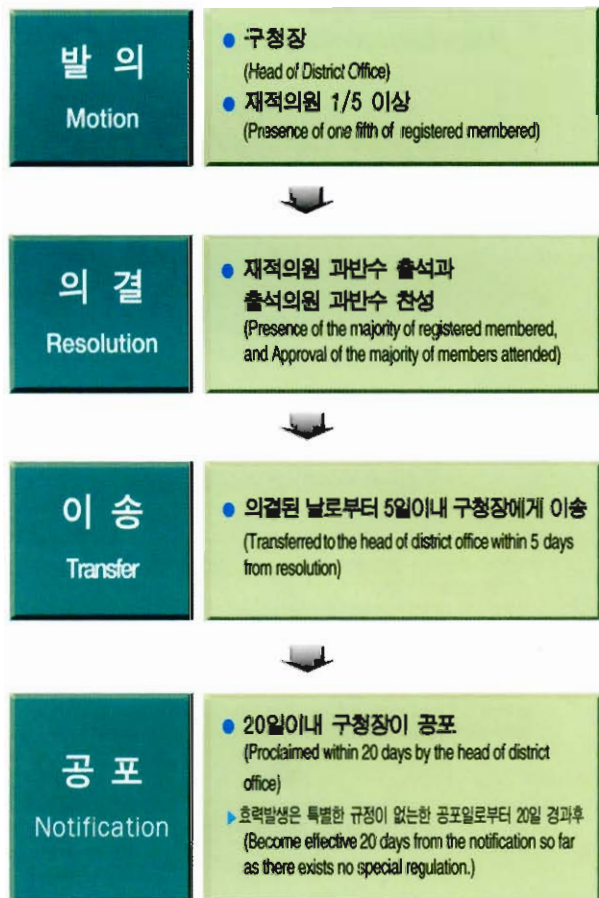 발 의
Motion
구청장
(Head of District Office)
재적의원 1/5 이상
(Presence of one fifth of registered membered)
의 결
Resolution
재적의원 과반수 출석과
출석의원 과반수 찬성
(Presence of the majority of registered membered,
and Approval of the majority of members attended)
이 송
Transfer
의결된 날로부터 5일이내 구청장에게 이송
(Transferred to the head of district office within 5 days
from resolution)
공 포
Notification
20일이내 구청장이 공포
(Proclaimed within 20 days by the head of district
office)
효력발생은 특별한 규정이 없는한 공포일로부터 20일 경과후
(Become effective 20 days from the notification so far
as there exists no special regulation.)